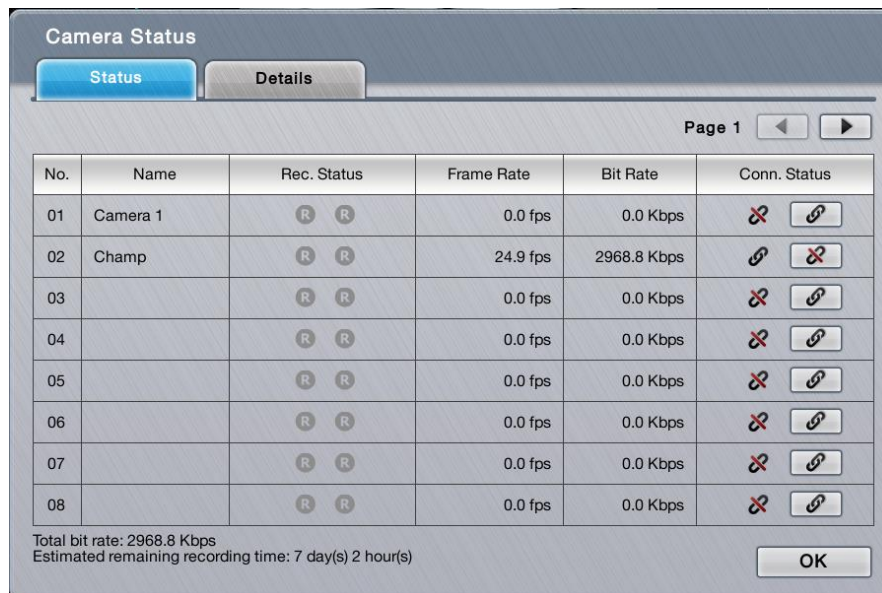 Camera Status
Status Details
Page 1
No. Name Rec. Status Frame Rate Bit Rate Conn. Status
01 Camera 1 R R 0.0 fps 0.0 Kbps
02 Champ R R 24.9 fps 2968.8 Kbps
03 R R 0.0 fps 0.0 Kbps
04 R R 0.0 fps 0.0 Kbps
05 R R 0.0 fps 0.0 Kbps
06 R R 0.0 fps 0.0 Kbps
07 R R 0.0 fps 0.0 Kbps
08 R R 0.0 fps 0.0 Kbps
Total bit rate: 2968.8 Kbps
Estimated remaining recording time: 7 day(s) 2 hour(s)
OK